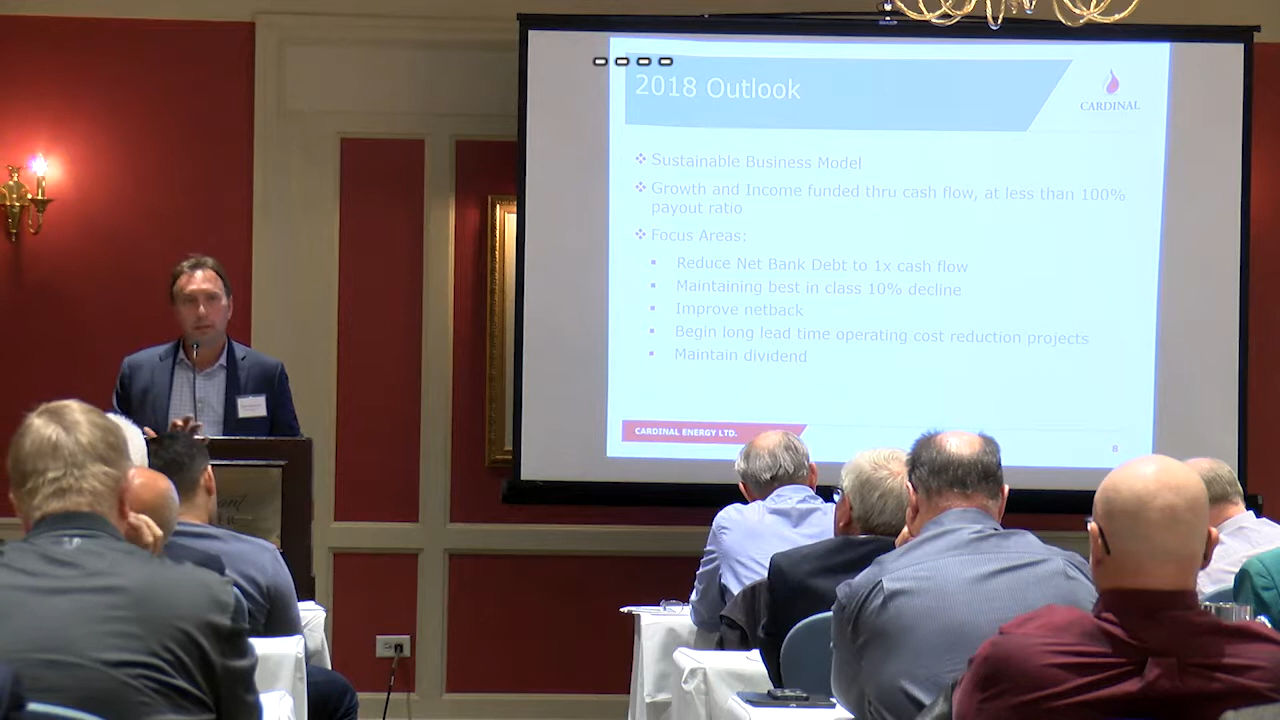 2018 Outlook
CARDINAL
Sustainable Business Model
Growth and Income funded thru cash flow, at less than 100%
payout ratio
Focus Areas:
Reduce Net Bank Debt to 1x cash flow
Maintaining best in class 10% decline
Improve netback
Begin long lead time operating cost reduction projects
Maintain dividend
CARDINAL ENERGY LTD.
8